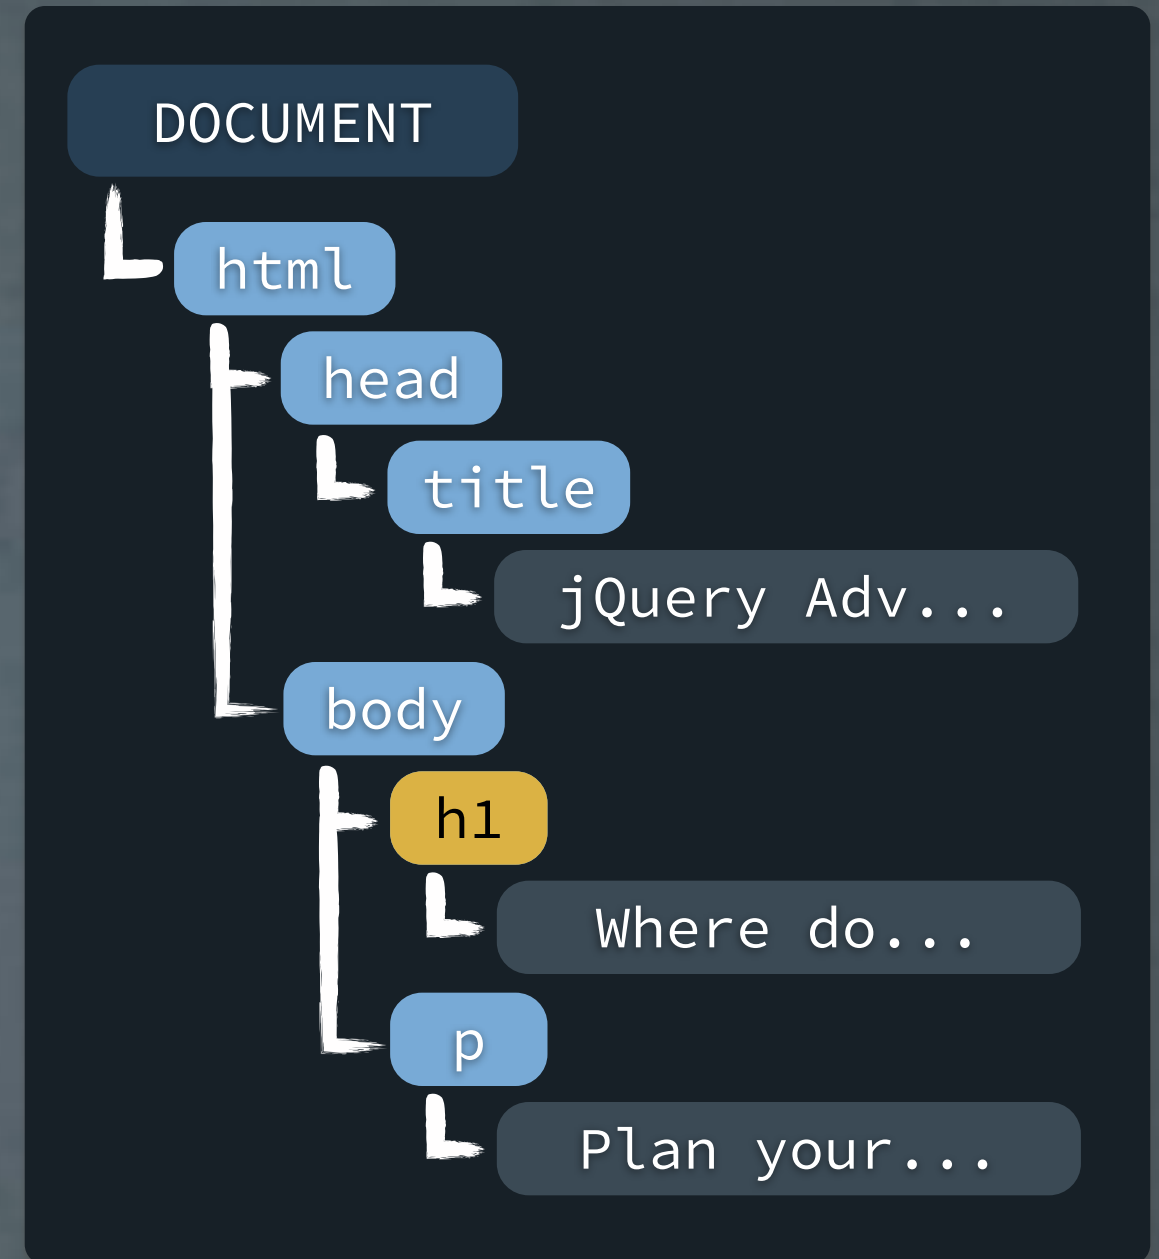 DOCUMENT
html
head
title
jQuery Adv...
body
h1
Where do...
p
Plan your...